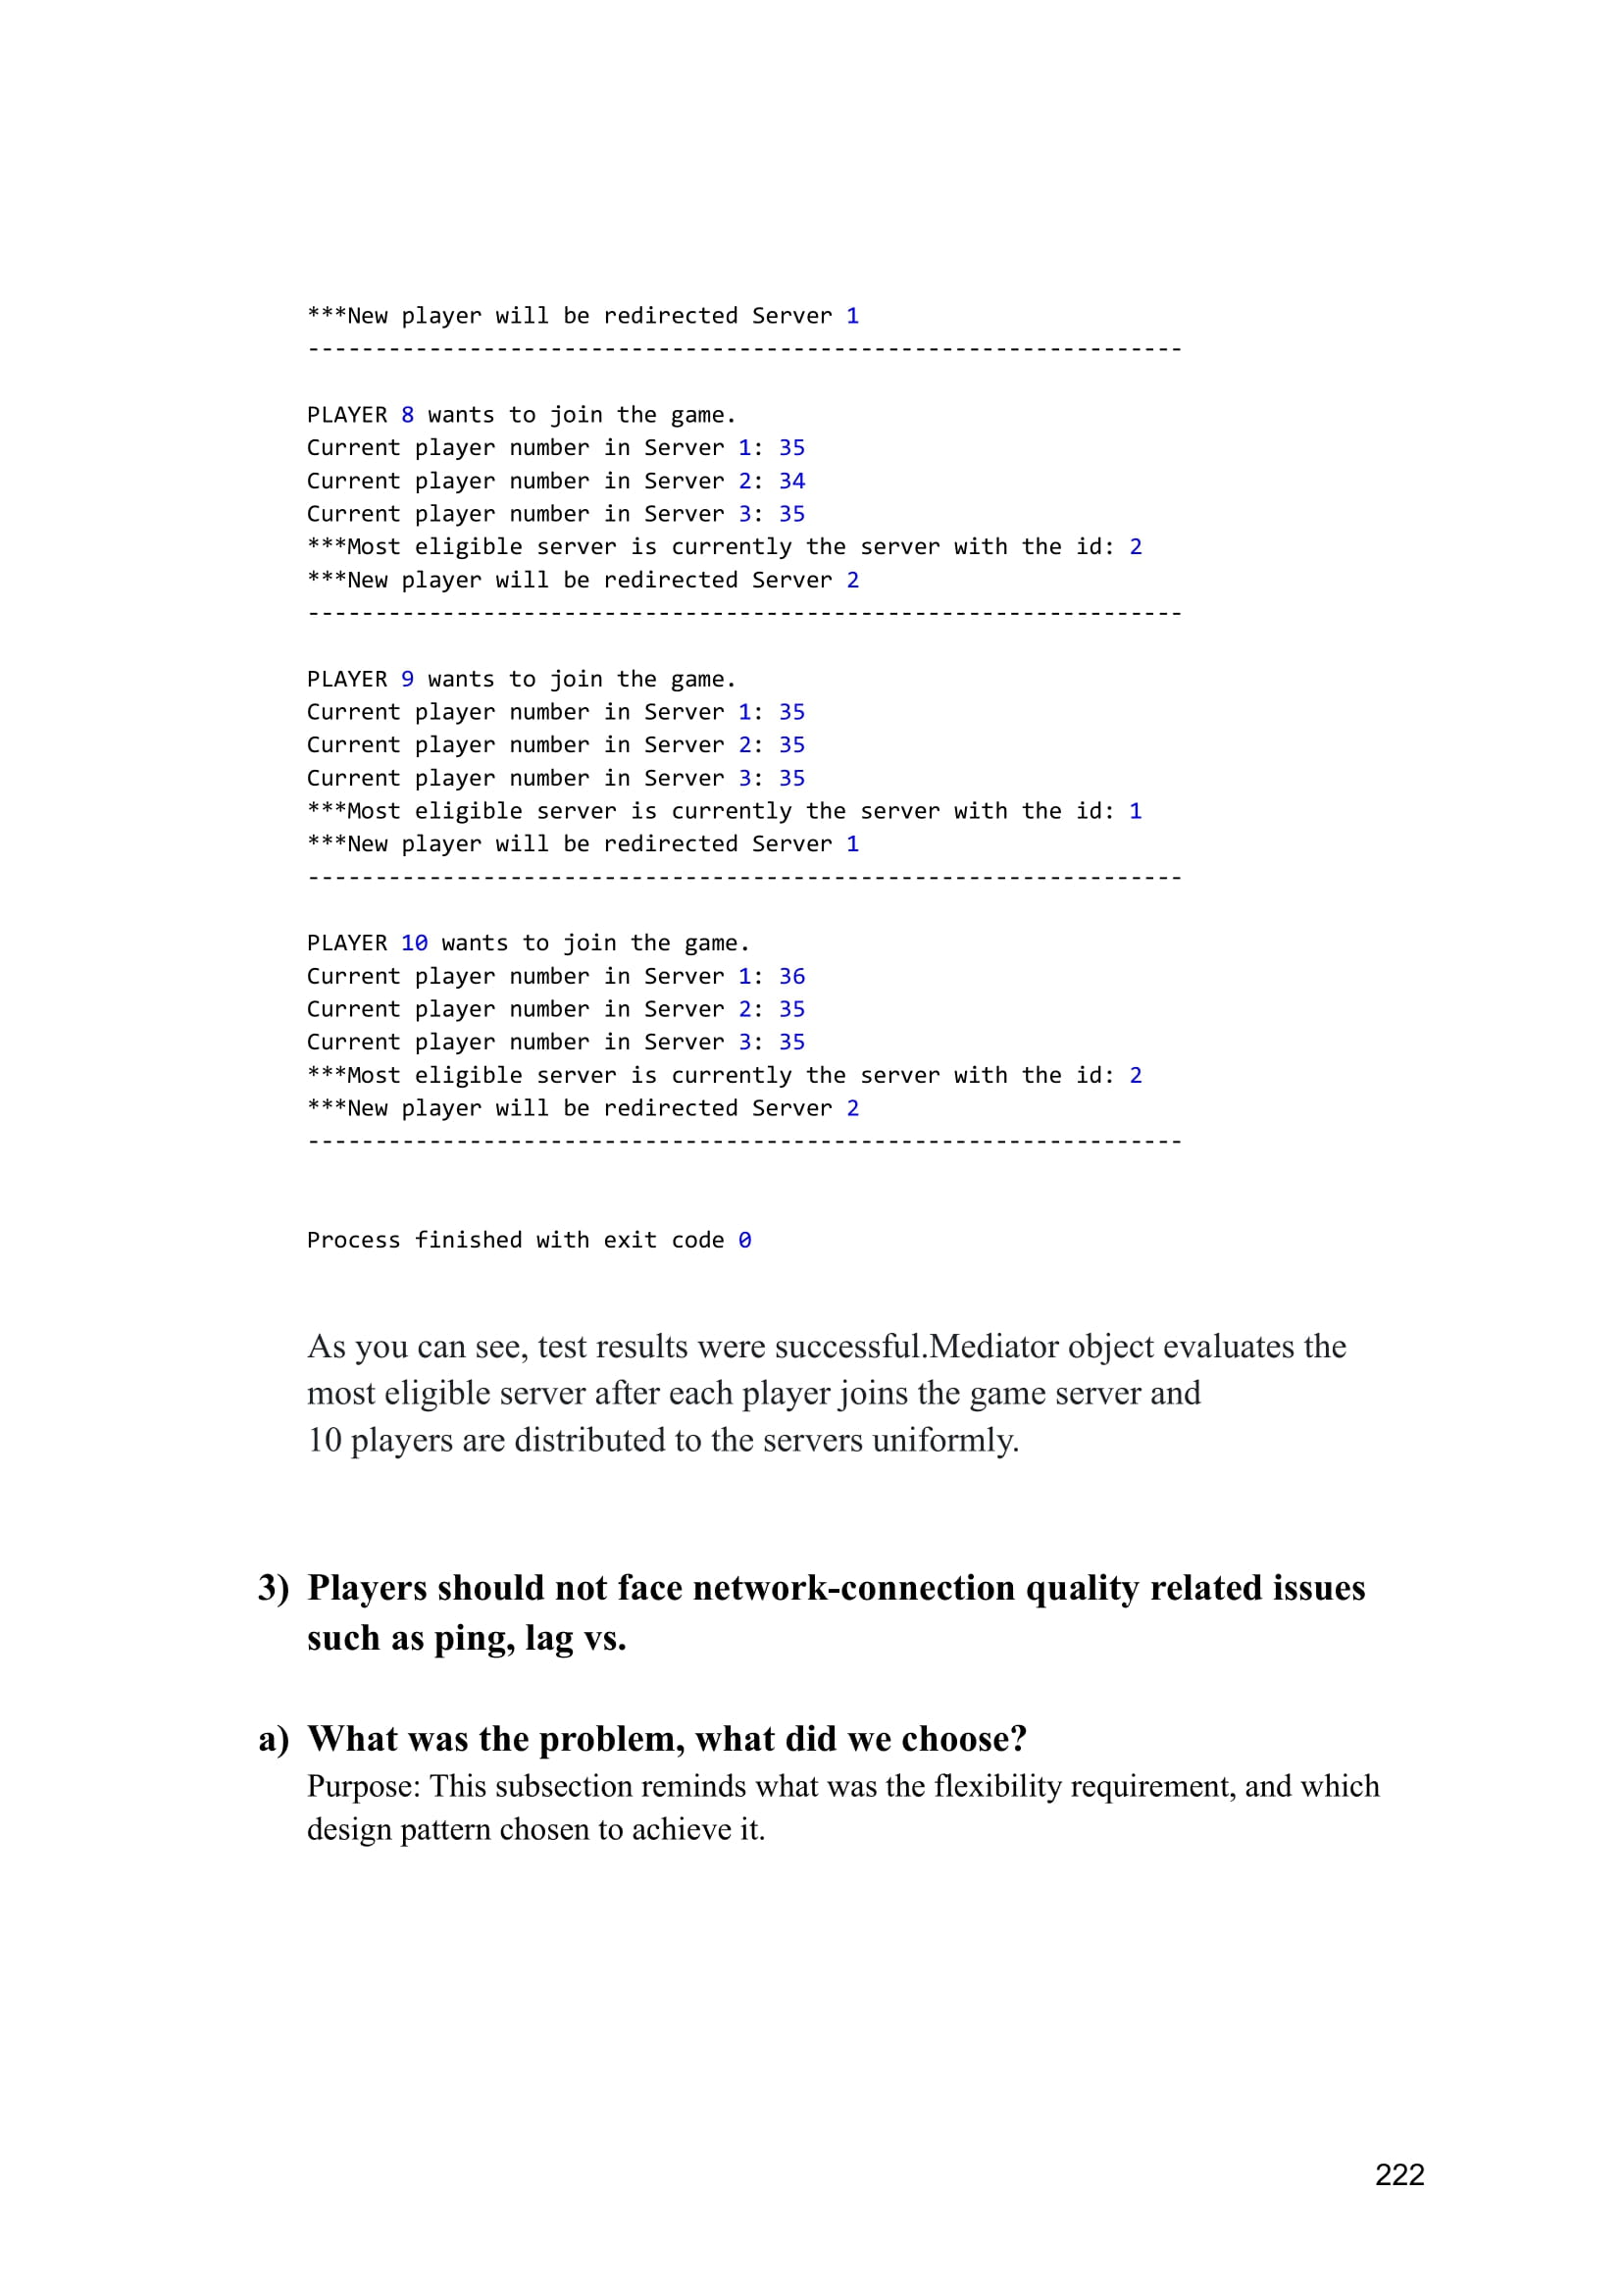 ***New player will be redirected Server 1
-----------------------------------------------------------------
PLAYER 8 wants to join the game.
Current player number in Server 1: 35
Current player number in Server 2: 34
Current player number in Server 3: 35
***Most eligible server is currently the server with the id: 2
***New player will be redirected Server 2
-----------------------------------------------------------------
PLAYER 9 wants to join the game.
Current player number in Server 1: 35
Current player number in Server 2: 35
Current player number in Server 3: 35
***Most eligible server is currently the server with the id: 1
***New player will be redirected Server 1
-----------------------------------------------------------------
PLAYER 10 wants to join the game.
Current player number in Server 1: 36
Current player number in Server 2: 35
Current player number in Server 3: 35
***Most eligible server is currently the server with the id: 2
***New player will be redirected Server 2
-----------------------------------------------------------------
Process finished with exit code 0
As you can see, test results were successful.Mediator object evaluates the
most eligible server after each player joins the game server and
10 players are distributed to the servers uniformly.
3) Players should not face network-connection quality related issues
such as ping, lag vs.
a) What was the problem, what did we choose?
Purpose: This subsection reminds what was the flexibility requirement, and which
design pattern chosen to achieve it.
222